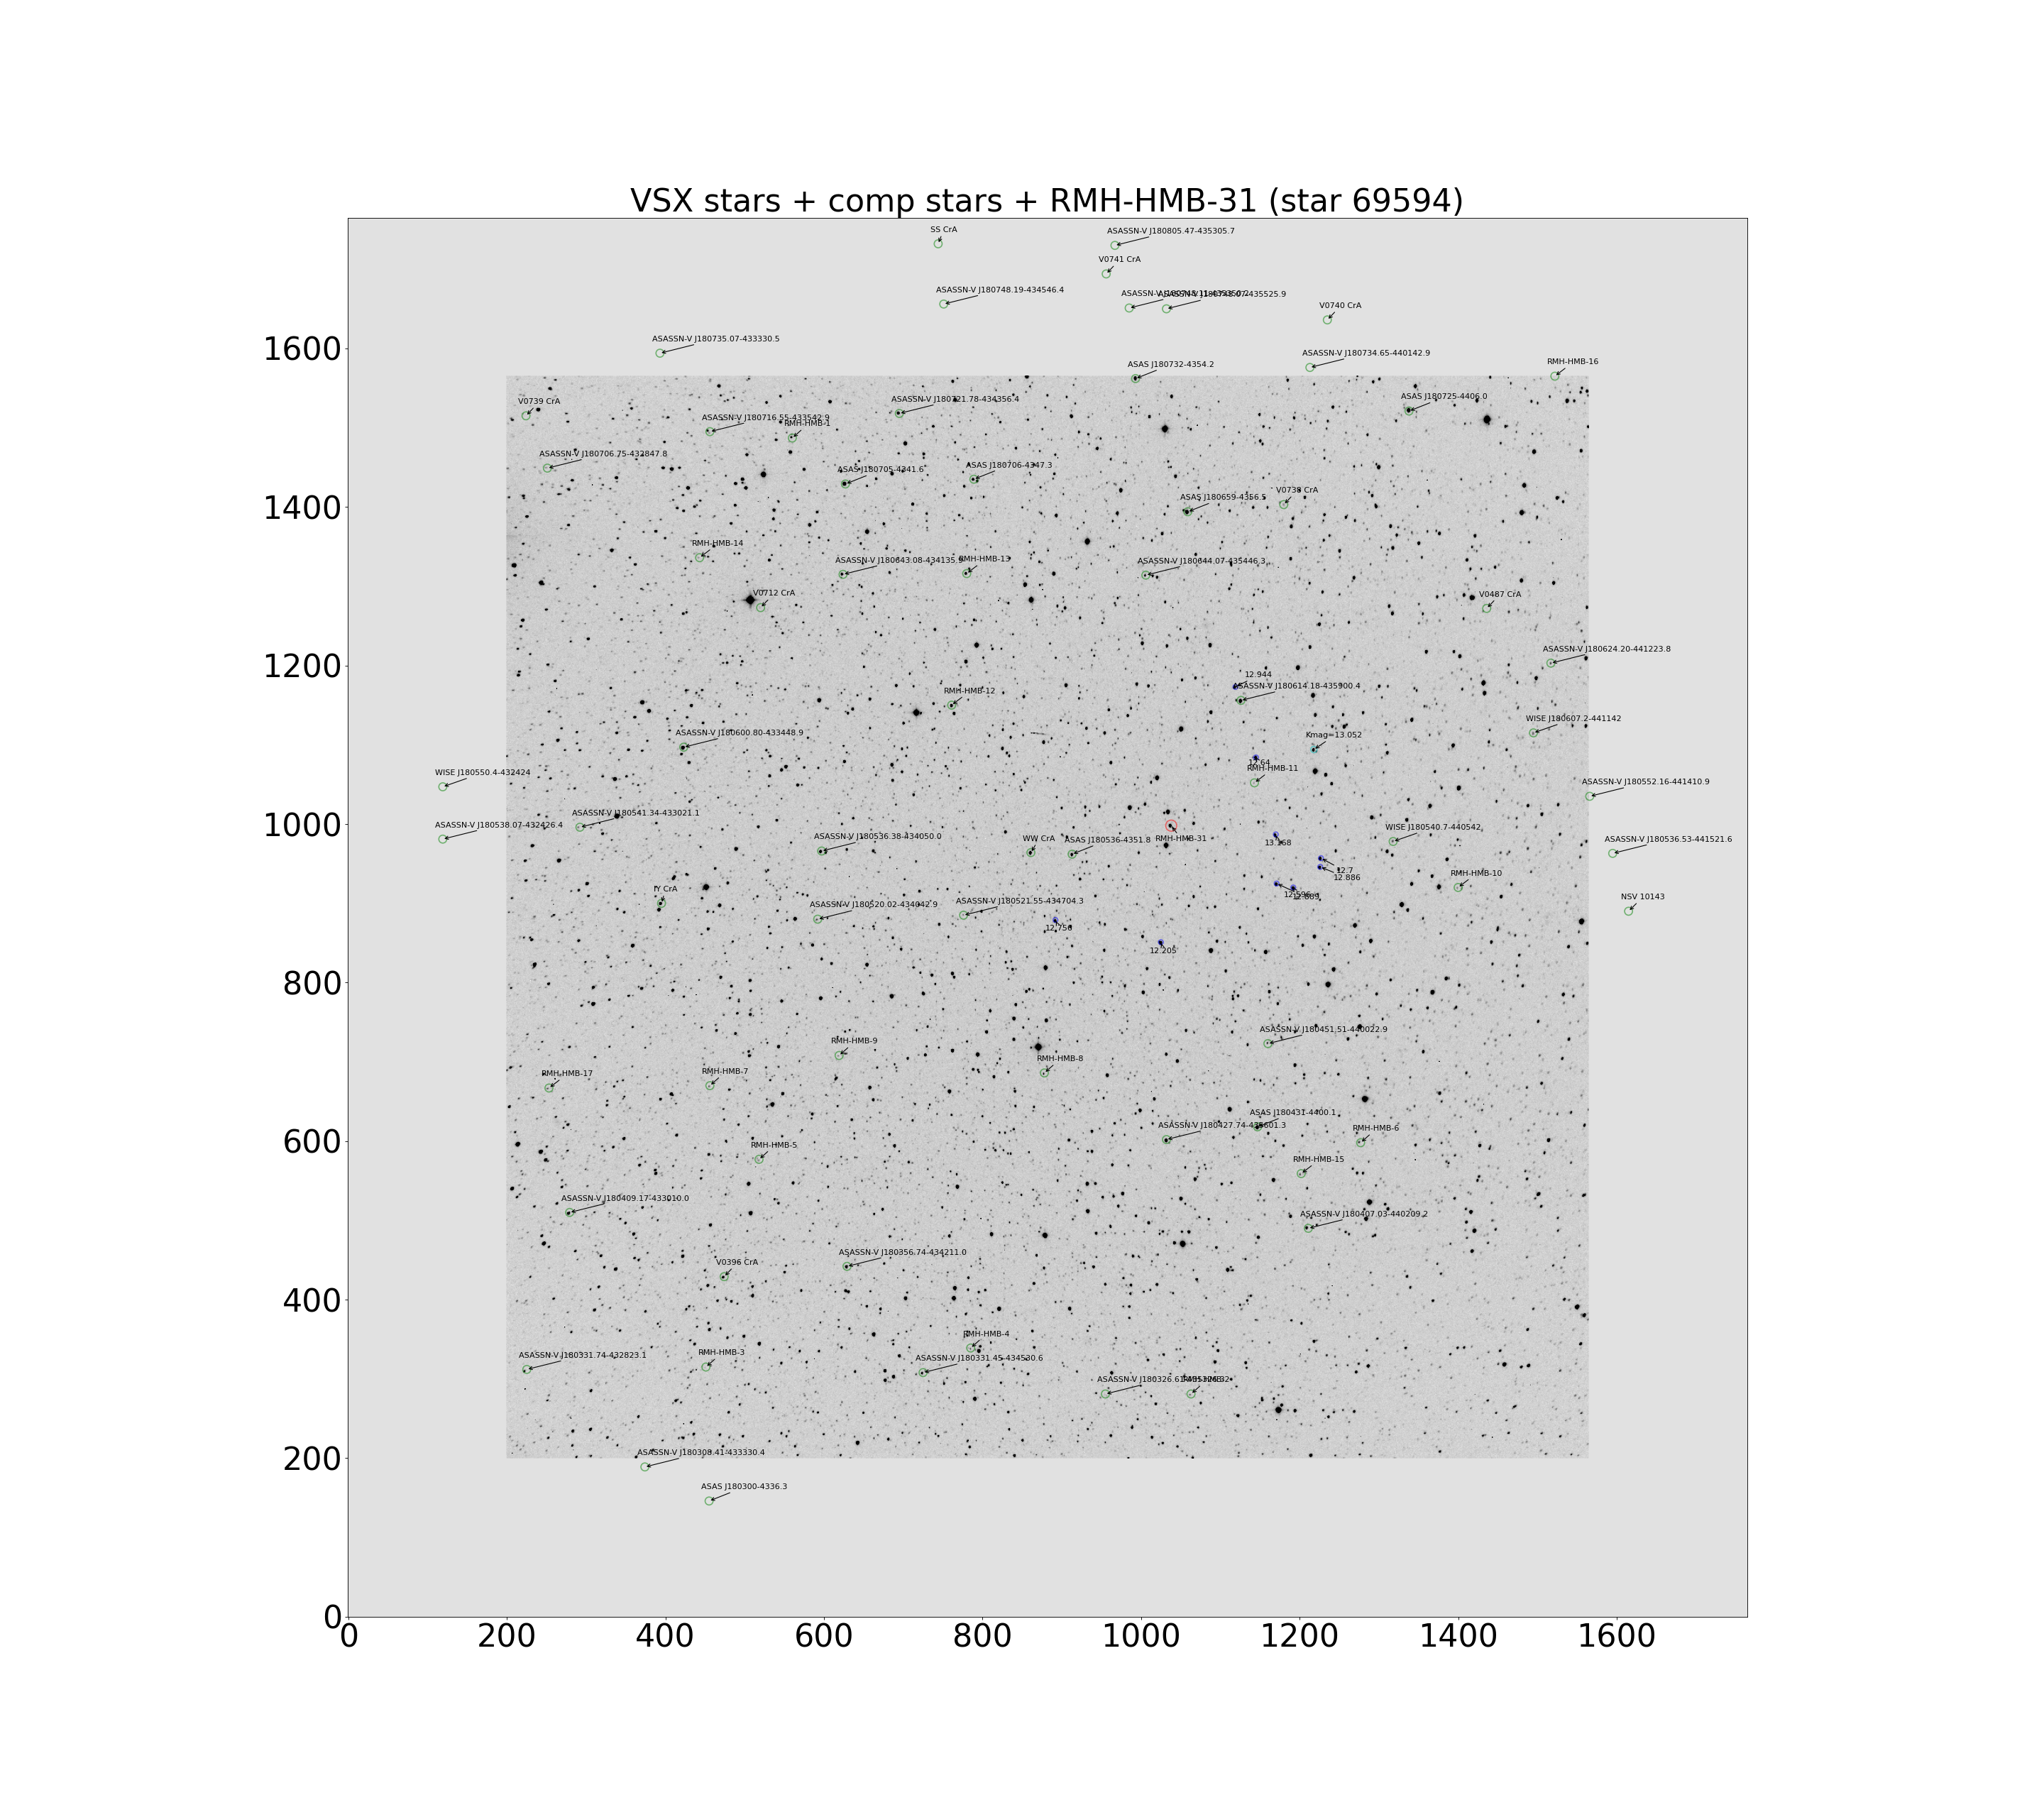 VSX stars + comp stars + RMH-HMB-31 (star 69594)
SS CrA
ASASSN-V J180805.47-435305.7
V0741 CrA
ASASSN-V J180748.19-434546.4
V0740 CrA
ASASSN-V J180735.07-433330.5
ASASSN-V J180734.65-440142.9
1600
ASAS J180732-4354.2
RMH-HMB-16
V0739 CrA
ASASSN-V J180721.78-434356.4
ASAS J180725-4406.0
ASASSN-V J180716.55-433542.9
RMH-HMB-1
ASASSN-V J180706.75-432847.8
ASAS J180705-4341.6
ASAS J180706-4347.3
1400
ASAS J180659-4356.5
V0738 CrA
RMH-HMB-14
ASASSN-V J180643.08-434135.9
RMH-HMB-13
ASASSN-V J180644.07-435446.3
V0712 CrA
V0487 CrA
1200
ASASSN-V J180624.20-441223.8
12.944
RMH-HMB-12
ASASSN-V J180614.18-435900.4
WISE J180607.2-441142
ASASSN-V J180600.80-433448.9
Kmag=13.052
12.64
RMH-HMB-11
WISE J180550.4-432424
ASASSN-V J180552.16-441410.9
1000
ASASSN-V J180541.34-433021.1
ASASSN-V J180538.07-432426.4
WISE J180540.7-440542
ASASSN-V J180536.38-434050.0
WW CrA
ASAS J180536-4351.8
RMH-HMB-31
13.168
ASASSN-V J180536.53-441521.6
12.7
12.886
RMH-HMB-10
IY CrA
NSV 10143
ASASSN-V J180520.02-434042.9
ASASSN-V J180521.55-434704.3
12.756
12.205
800
ASASSN-V J180451.51-440022.9
RMH-HMB-9
RMH-HMB-8
RMH-HMB-17
RMH-HMB-7
600
ASAS J180431-4400.1
RMH-HMB-6
RMH-HMB-5
RMH-HMB-15
ASASSN-V J180409.17-433010.0
ASASSN-V J180407.03-440209.2
ASASSN-V J180356.74-434211.0
V0396 CrA
400
RMH-HMB-4
RMH-HMB-3
ASASSN-V J180331.74-432823.1
ASASSN-V J180331.45-434530.6
200
ASASSN-V J180308.41-433330.4
ASAS J180300-4336.3
0
0 200 400 600 800 1000 1200 1400 1600